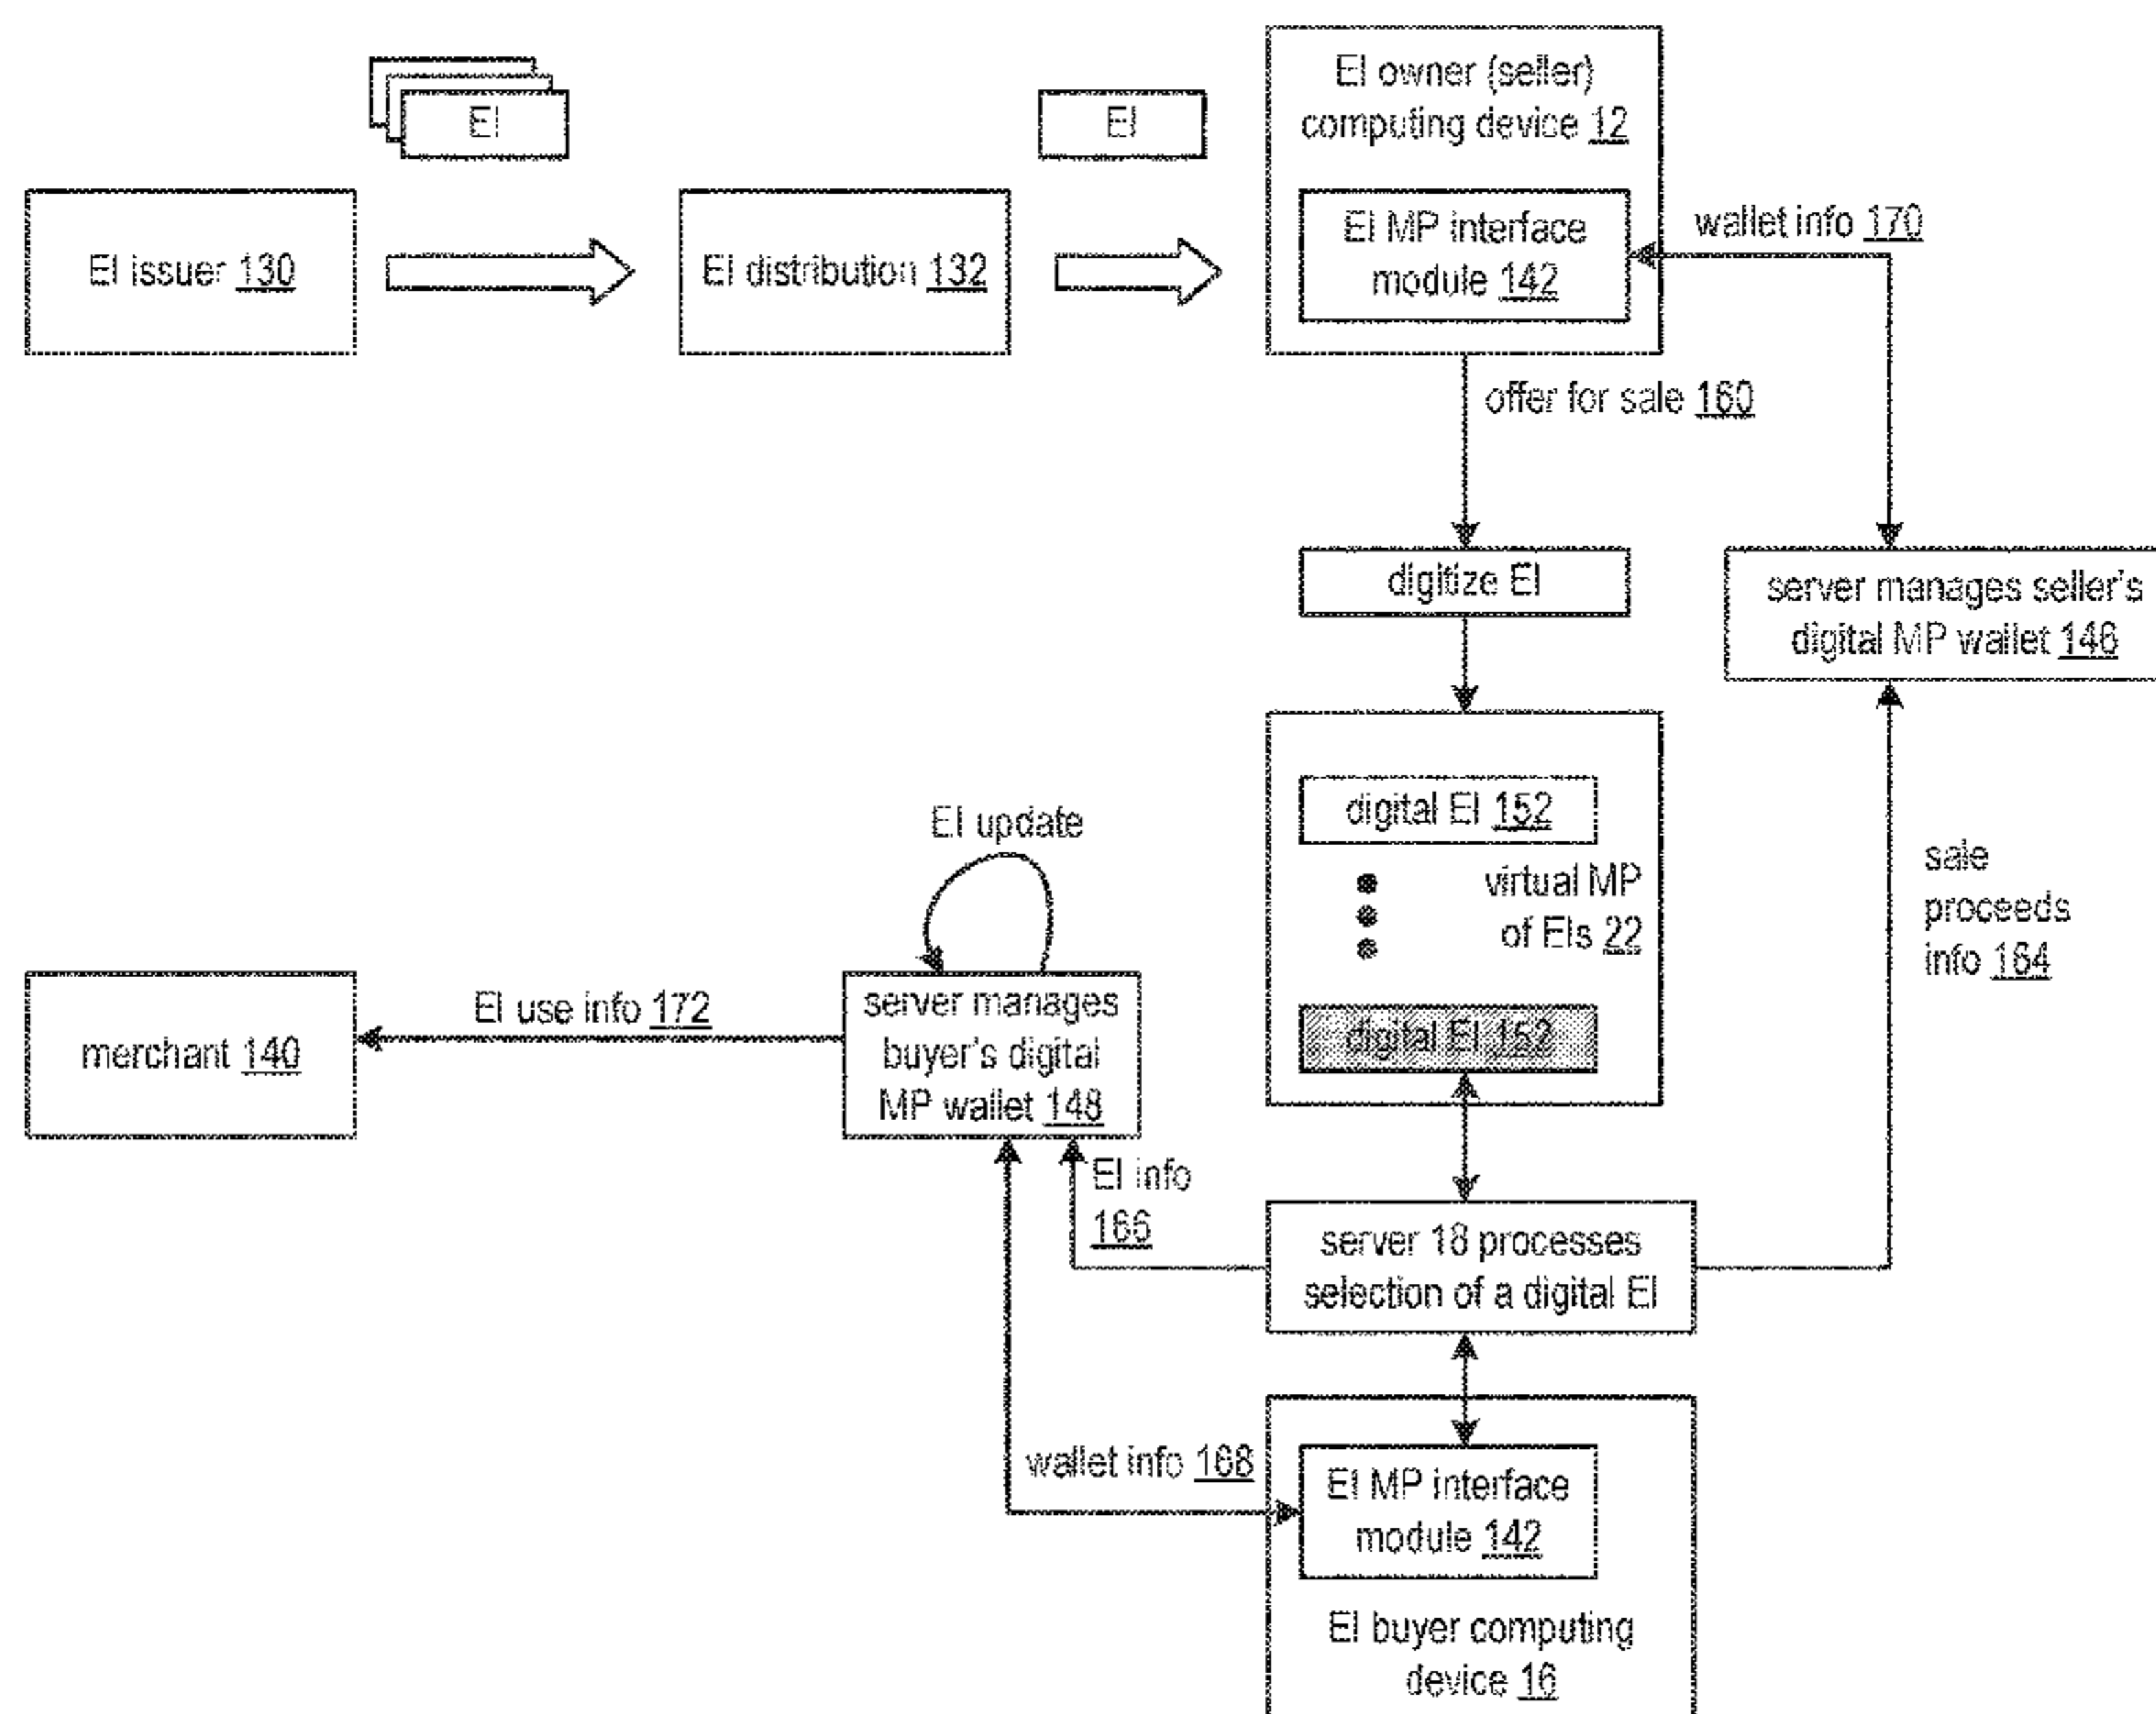 EI
EI
EI owner (seller)
computing device 12
EI issuer 130
EI distribution 132
EI MP interface
module 142
wallet info 170
offer for sale 160
digitize EI
server manages seller's
digital MP wallet 146
digital EI 152
virtual MP
of EIs 22
digital EI 152
sale
proceeds
info 164
EI update
merchant 140
EI use info 172
server manages
buyer's digital
MP wallet 148
EI info
166
server 18 processes
selection of a digital EI
wallet info 168
EI MP interface
module 142
EI buyer computing
device 16